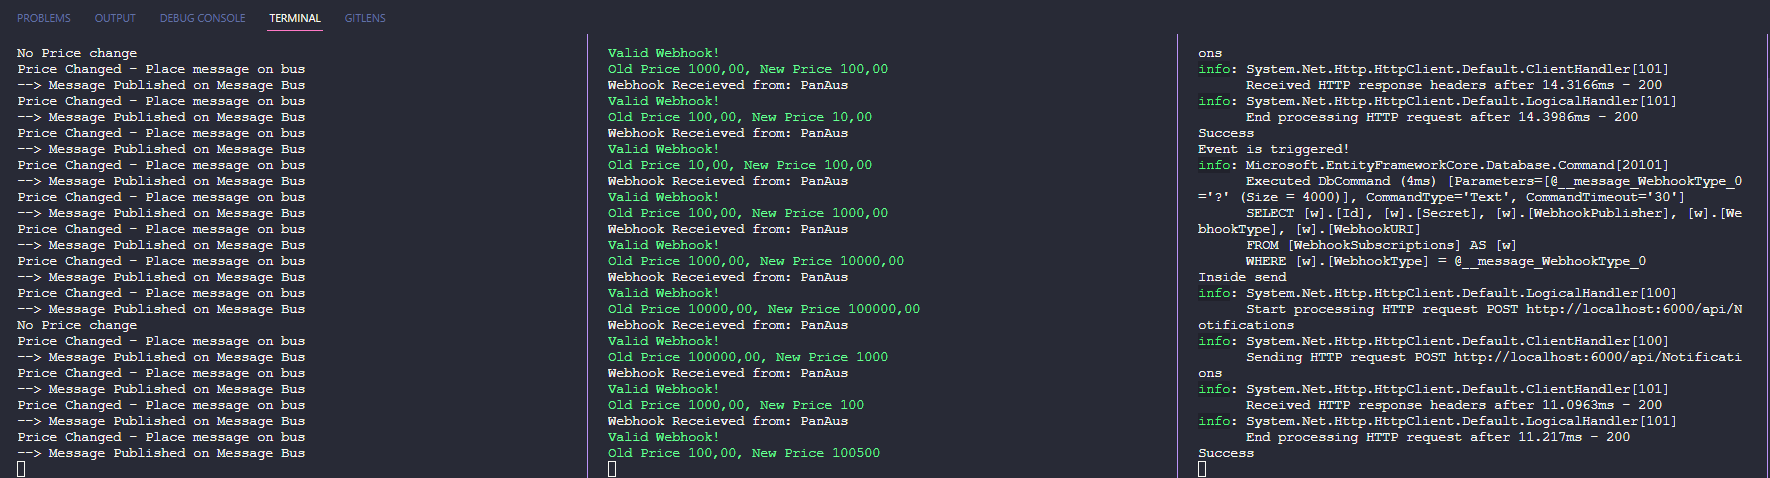 PROBLEMS OUTPUT DEBUG CONSOLE TERMINAL GITLENS
No Price change
Price Changed - Place message on bus
--> Message Published on Message Bus
Price Changed - Place message on bus
--> Message Published on Message Bus
Price Changed - Place message on bus
--> Message Published on Message Bus
Price Changed - Place message on bus
--> Message Published on Message Bus
Price Changed - Place message on bus
--> Message Published on Message Bus
Price Changed - Place message on bus
--> Message Published on Message Bus
Price Changed - Place message on bus
--> Message Published on Message Bus
Price Changed - Place message on bus
--> Message Published on Message Bus
No Price change
Price Changed - Place message on bus
--> Message Published on Message Bus
Price Changed - Place message on bus
--> Message Published on Message Bus
Price Changed - Place message on bus
--> Message Published on Message Bus
Price Changed - Place message on bus
--> Message Published on Message Bus
Valid Webhook!
Old Price 1000,00, New Price 100,00
Webhook Receieved from: PanAus
Valid Webhook!
Old Price 100,00, New Price 10,00
Webhook Receieved from: PanAus
Valid Webhook!
Old Price 10,00, New Price 100,00
Webhook Receieved from: PanAus
Valid Webhook!
Old Price 100,00, New Price 1000,00
Webhook Receieved from: PanAus
Valid Webhook!
Old Price 1000,00, New Price 10000,00
Webhook Receieved from: PanAus
Valid Webhook!
Old Price 10000,00, New Price 100000,00
Webhook Receieved from: PanAus
Valid Webhook!
Old Price 100000,00, New Price 1000
Webhook Receieved from: PanAus
Valid Webhook!
Old Price 1000,00, New Price 100
Webhook Receieved from: PanAus
Valid Webhook!
Old Price 100,00, New Price 100500
ons
info: System.Net.Http.HttpClient.Default.ClientHandler[101]
Received HTTP response headers after 14.3166ms - 200
info: System.Net.Http.HttpClient.Default.LogicalHandler[101]
End processing HTTP request after 14.3986ms - 200
Success
Event is triggered!
info: Microsoft.EntityFrameworkCore.Database.Command[20101]
Executed DbCommand (4ms) [Parameters=[@__message_WebhookType_0
='?' (Size = 4000)], CommandType='Text', CommandTimeout='30']
SELECT [w].[Id], [w].[Secret], [w].[WebhookPublisher], [w].[We
bhookType], [w].[WebhookURI]
FROM [WebhookSubscriptions] AS [w]
WHERE [w].[WebhookType] = @__message_WebhookType_0
Inside send
info: System.Net.Http.HttpClient.Default.LogicalHandler[100]
Start processing HTTP request POST http://localhost:6000/api/N
otifications
info: System.Net.Http.HttpClient.Default.ClientHandler[100]
Sending HTTP request POST http://localhost:6000/api/Notificati
ons
info: System.Net.Http.HttpClient.Default.ClientHandler[101]
Received HTTP response headers after 11.0963ms - 200
info: System.Net.Http.HttpClient.Default.LogicalHandler[101]
End processing HTTP request after 11.217ms - 200
Success